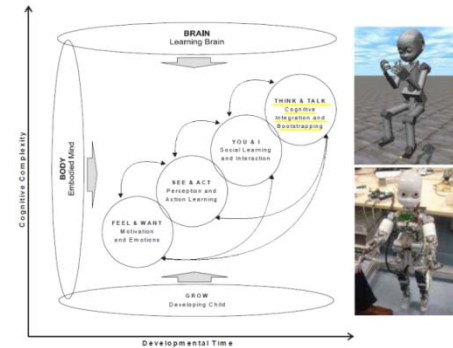 BRAIN
Learning Brain
THINK & TALK
Cognitive
Integration and
Bootstrapping
YOU & I
Social Learning
and Interaction
SEE & ACT
Perception and
Action Learning
FEEL & WANT
Motivation
and Emotions
GROW
Developing Child
BODY
Embodied Mind
Cognitive Complexity
Developmental Time